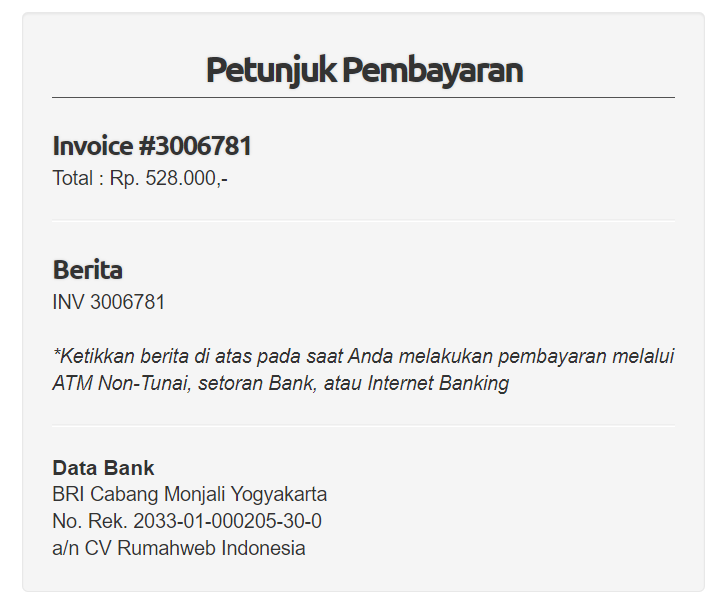 Petunjuk Pembayaran
Invoice #3006781
Total : Rp. 528.000,-
Berita
INV 3006781
*Ketikkan berita di atas pada saat Anda melakukan pembayaran melalui
ATM Non-Tunai, setoran Bank, atau Internet Banking
Data Bank
BRI Cabang Monjali Yogyakarta
No. Rek. 2033-01-000205-30-0
a/n CV Rumahweb Indonesia